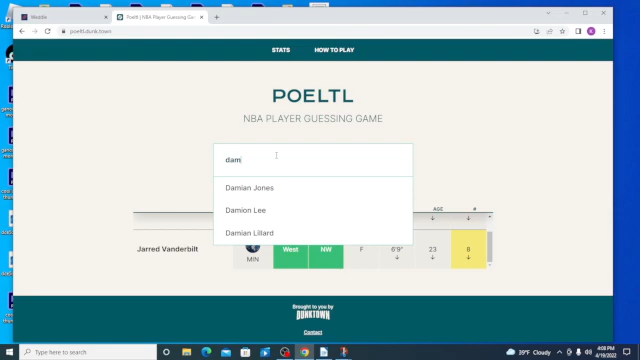 Weddle
Poeltl | NBA Player Guessing Ga
poeltl.dunk.town
STATS
HOW TO PLAY
POELTL
NBA PLAYER GUESSING GAME
dam
Damian Jones
Damion Lee
Damian Lillard
AGE
#
↓ ↓
Jarred Vanderbilt
MIN
West
NW
F
6'9"
↓
23
↓
8
↓
Brought to you by
DUNKTOWN
Contact
Type here to search
39°F Cloudy
4:08 PM
4/19/2022